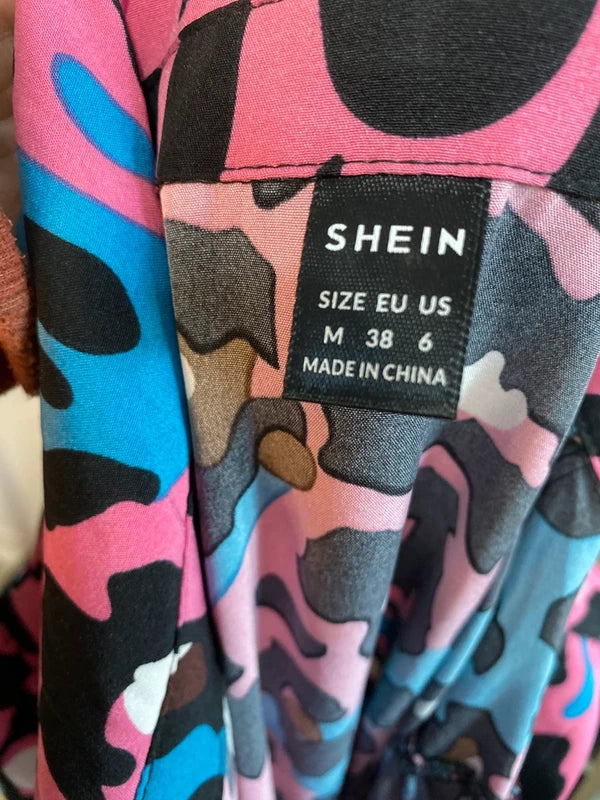 SHEIN
SIZE EU US
M 38 6
MADE IN CHINA